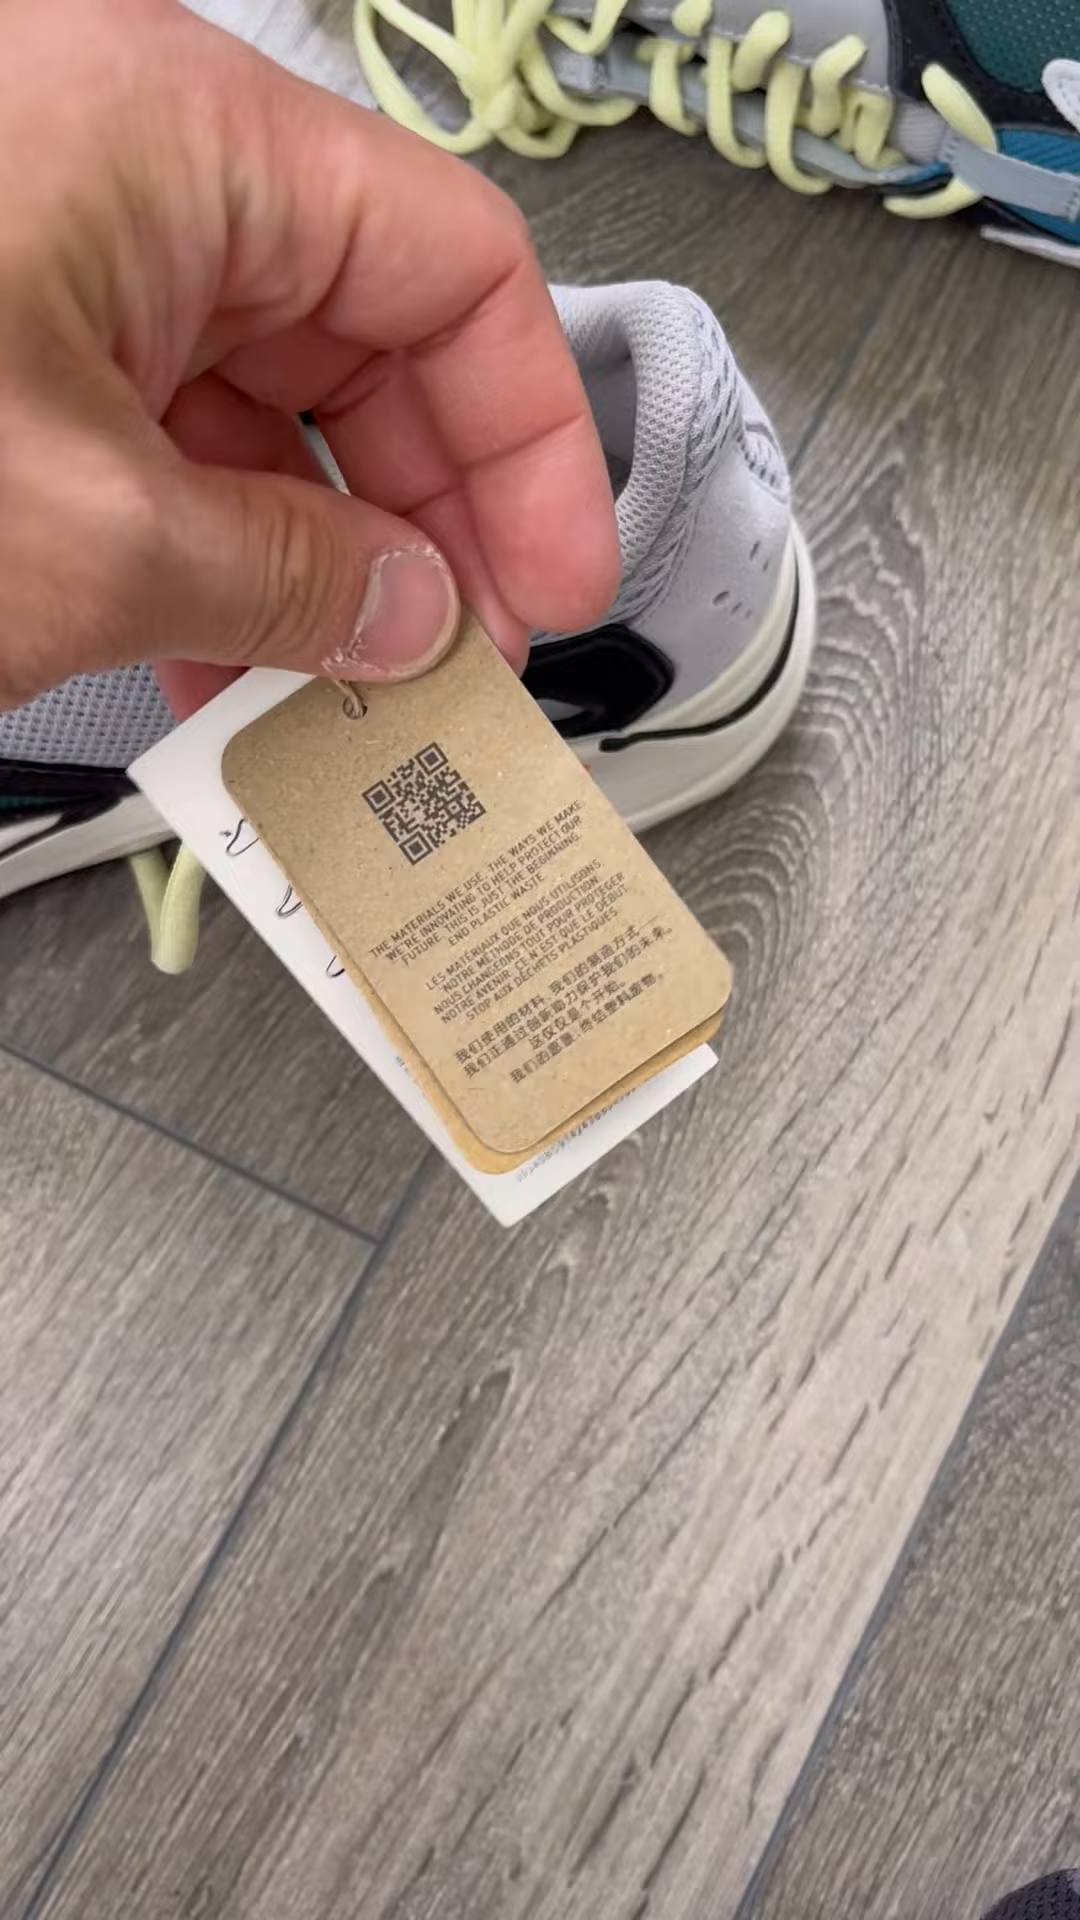 THE MATERIALS WE USE. THE WAYS WE MAKE.
WE'RE INNOVATING TO HELP PROTECT OUR
FUTURE. THIS IS JUST THE BEGINNING.
END PLASTIC WASTE
LES MATÉRIAUX QUE NOUS UTILISONS.
NOTRE MÉTHODE DE PRODUCTION.
NOUS CHANGEONS TOUT POUR PROTÉGER
NOTRE AVENIR. CE N'EST QUE LE DÉBUT.
STOP AUX DÉCHETS PLASTIQUES.
我们使用的材料，我们的制造方式，
我们正通过创新助力保护我们的未来。
这仅仅是个开始。
我们的愿景：终结塑料废物。